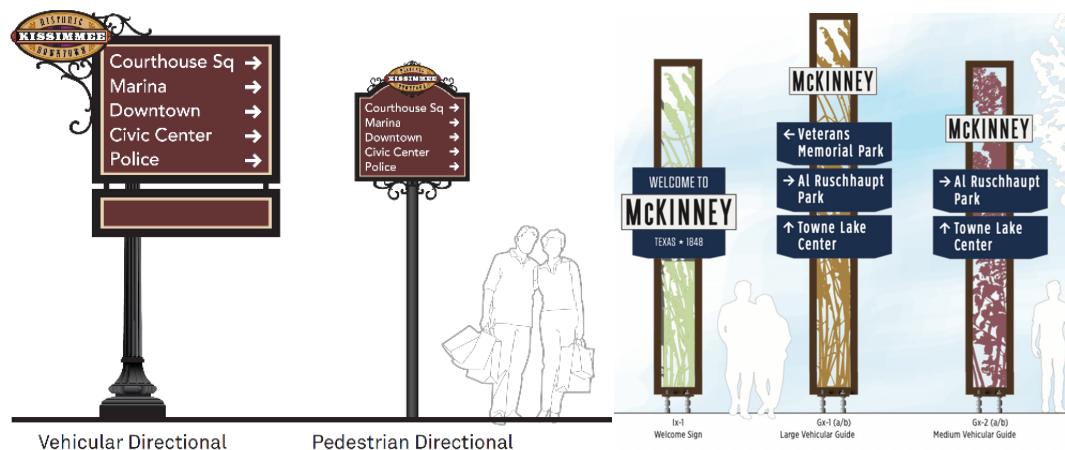 HISTORIC
KISSIMMEE
DOWNTOWN
Courthouse Sq →
Marina →
Downtown →
Civic Center →
Police →
Vehicular Directional
HISTORIC
KISSIMMEE
DOWNTOWN
Courthouse Sq →
Marina →
Downtown →
Civic Center →
Police →
Pedestrian Directional
WELCOME TO
McKINNEY
TEXAS ★ 1848
Ix-1
Welcome Sign
McKINNEY
← Veterans
Memorial Park
→ Al Ruschhaupt
Park
↑ Towne Lake
Center
Gx-1 (a/b)
Large Vehicular Guide
McKINNEY
→ Al Ruschhaupt
Park
↑ Towne Lake
Center
Gx-2 (a/b)
Medium Vehicular Guide